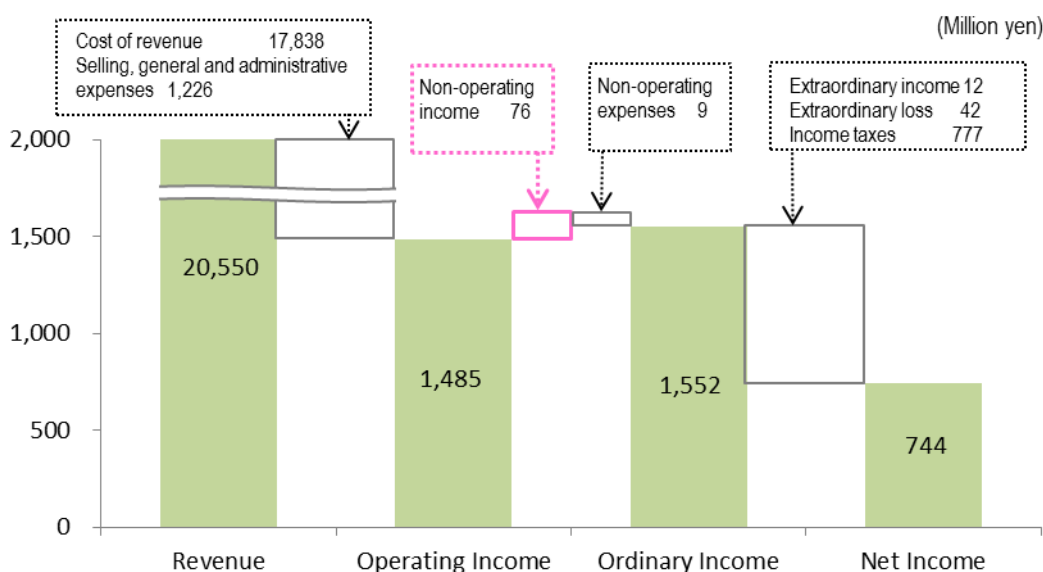 (Million yen)
Cost of revenue 17,838
Selling, general and administrative
expenses 1,226
Non-operating
income 76
Non-operating
expenses 9
Extraordinary income 12
Extraordinary loss 42
Income taxes 777
2,000
1,500
1,000
500
0
20,550
1,485
1,552
744
Revenue
Operating Income
Ordinary Income
Net Income